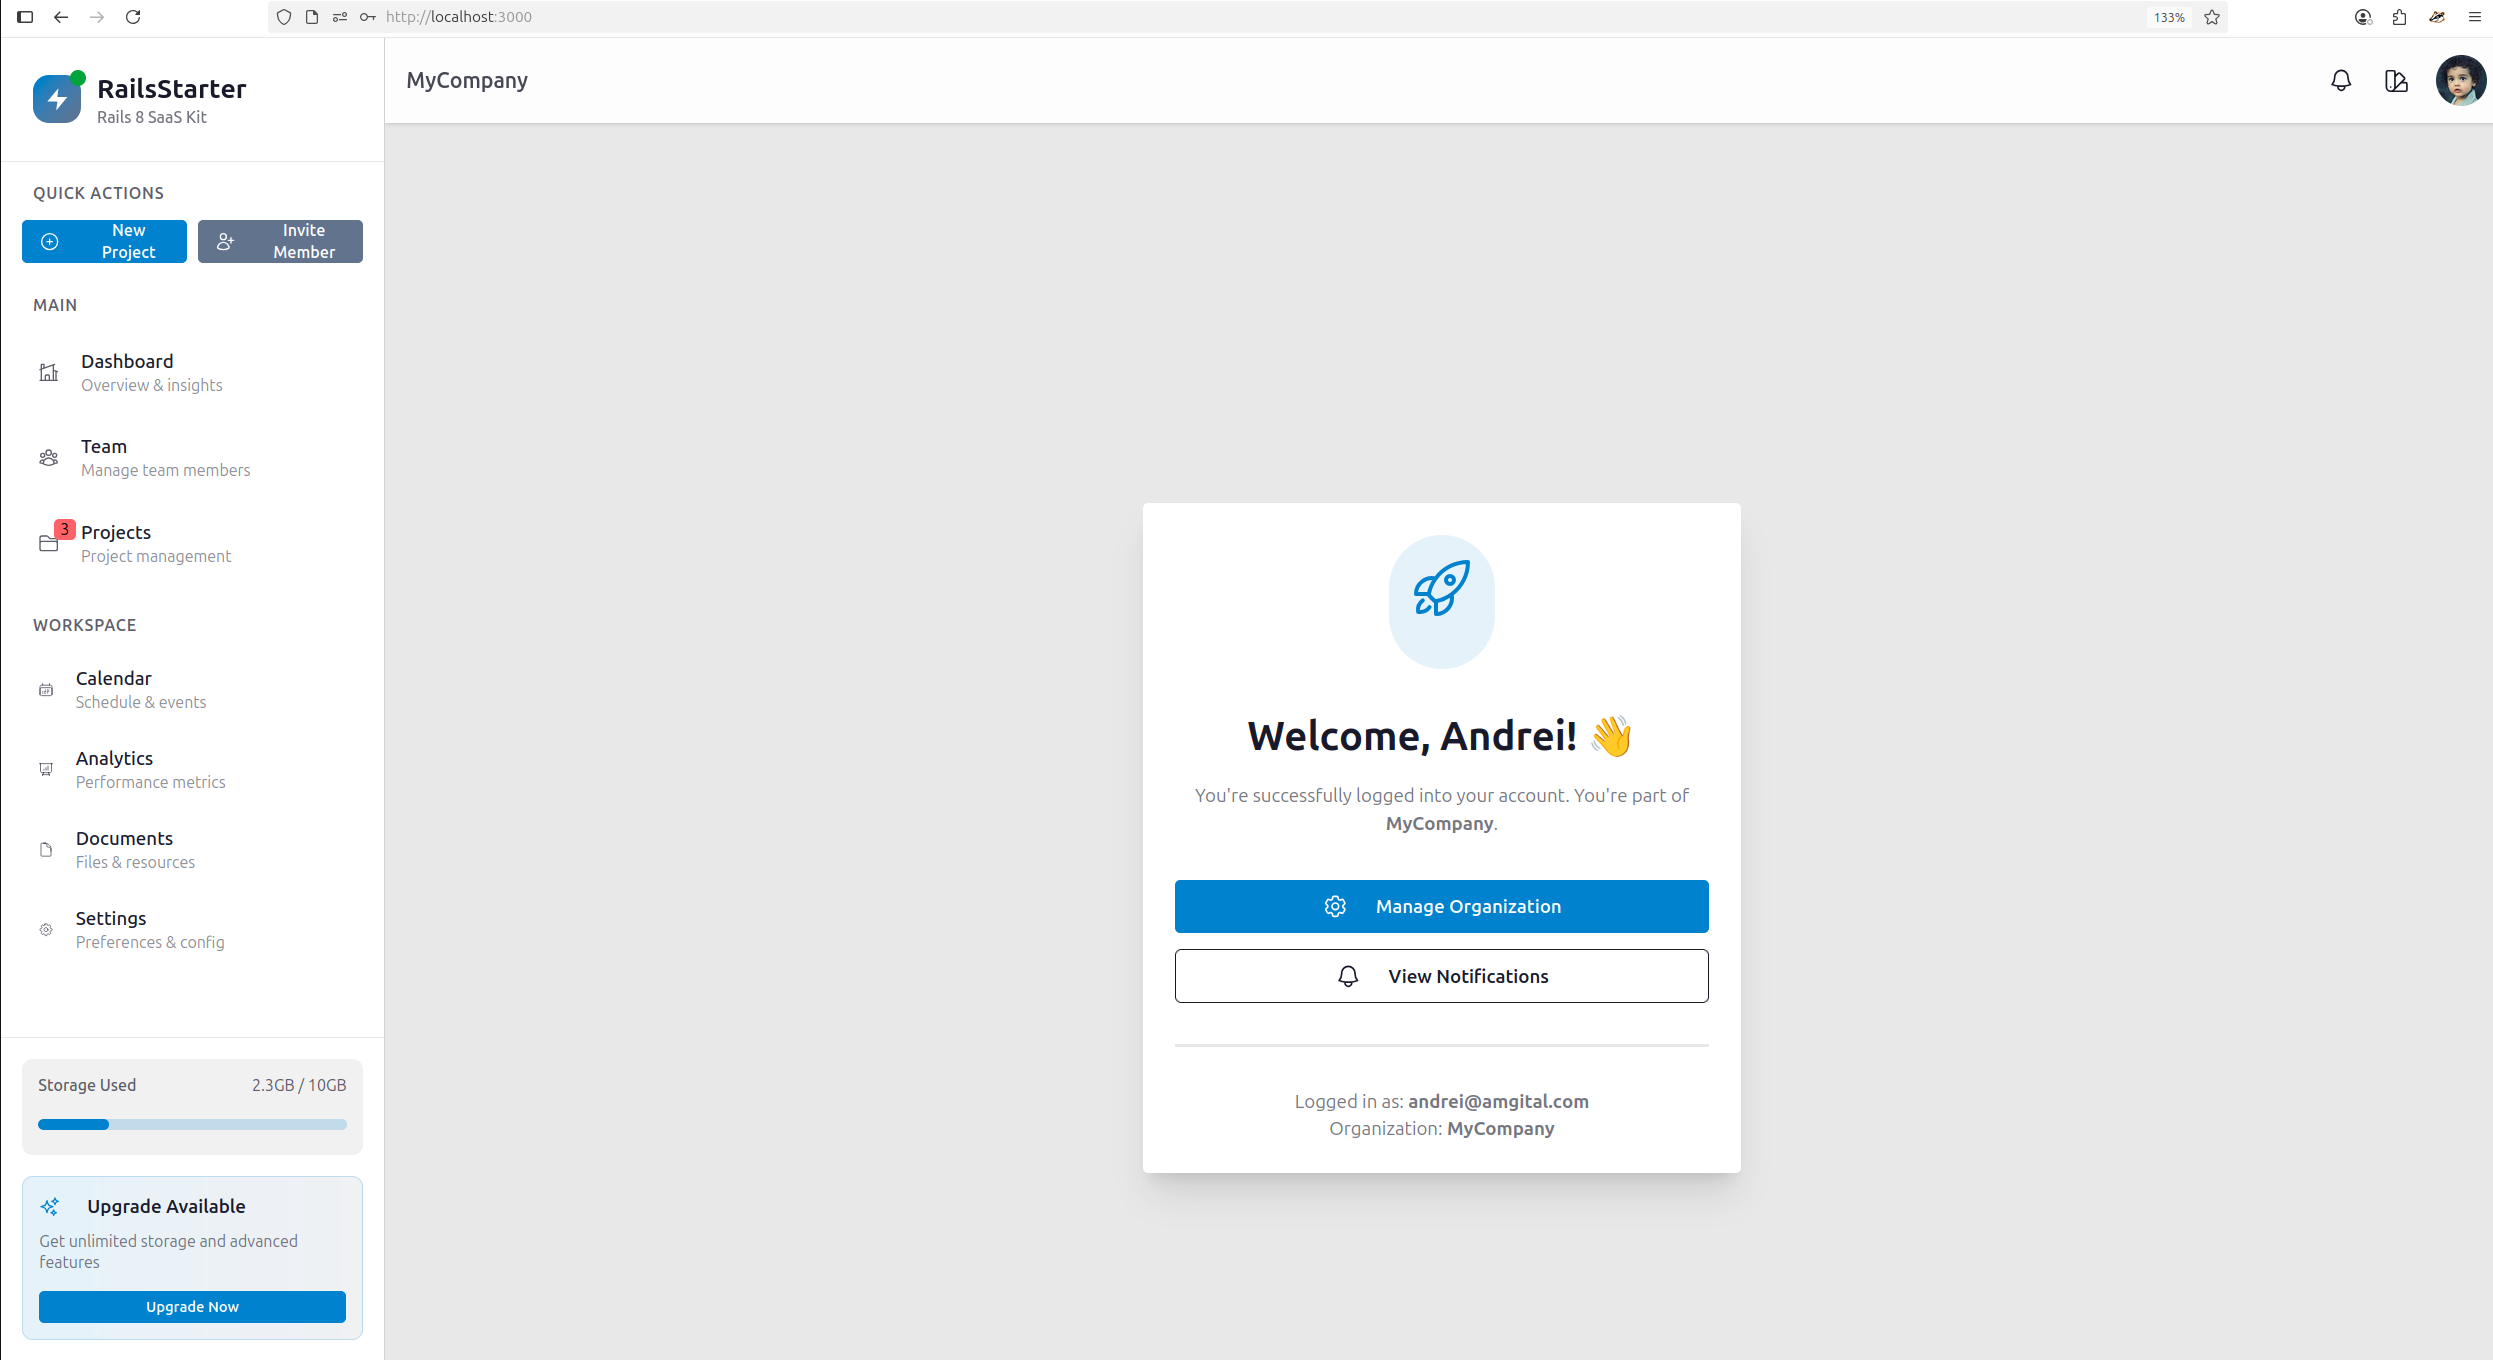 http://localhost:3000
133%
RailsStarter
Rails 8 SaaS Kit
MyCompany
QUICK ACTIONS
New
Project
Invite
Member
MAIN
Dashboard
Overview & insights
Team
Manage team members
3
Projects
Project management
WORKSPACE
Calendar
Schedule & events
Analytics
Performance metrics
Documents
Files & resources
Settings
Preferences & config
Storage Used
2.3GB / 10GB
Upgrade Available
Get unlimited storage and advanced
features
Upgrade Now
Welcome, Andrei! 👋
You're successfully logged into your account. You're part of
MyCompany.
Manage Organization
View Notifications
Logged in as: andrei@amgital.com
Organization: MyCompany